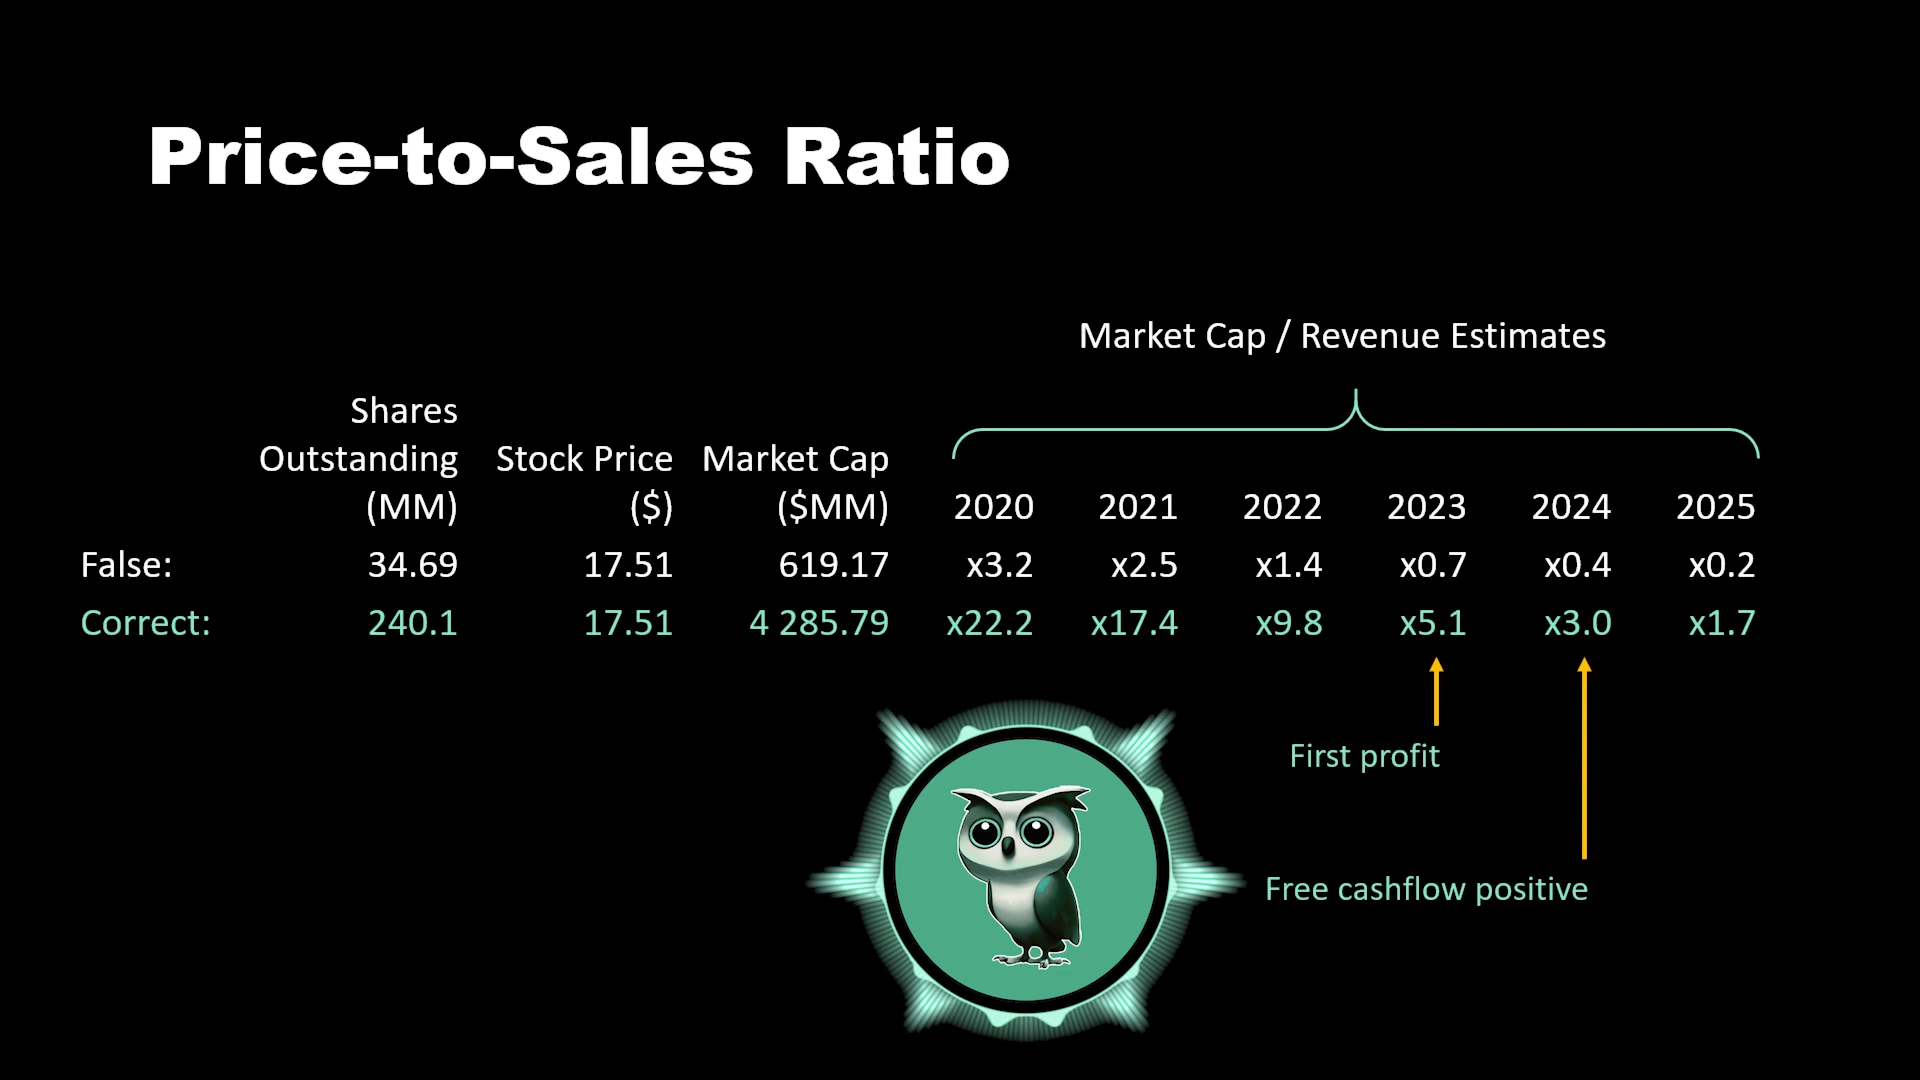 Price-to-Sales Ratio
Market Cap / Revenue Estimates
Shares
Outstanding Stock Price Market Cap
(MM) ($) ($MM) 2020 2021 2022 2023 2024 2025
False: 34.69 17.51 619.17 x3.2 x2.5 x1.4 x0.7 x0.4 x0.2
Correct: 240.1 17.51 4 285.79 x22.2 x17.4 x9.8 x5.1 x3.0 x1.7
First profit
Free cashflow positive